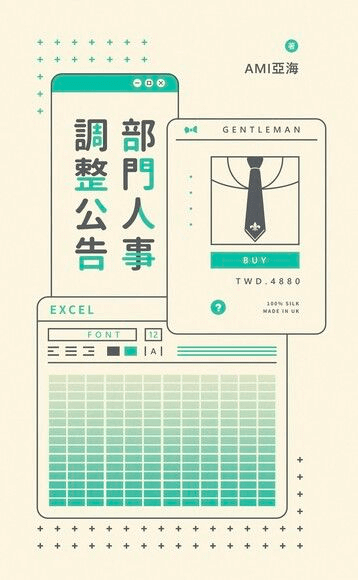 著
AMI亞海
部門人事
調整公告
GENTLEMAN
BUY
TWD.4880
?
100% SILK
MADE IN UK
EXCEL
FONT
12
A